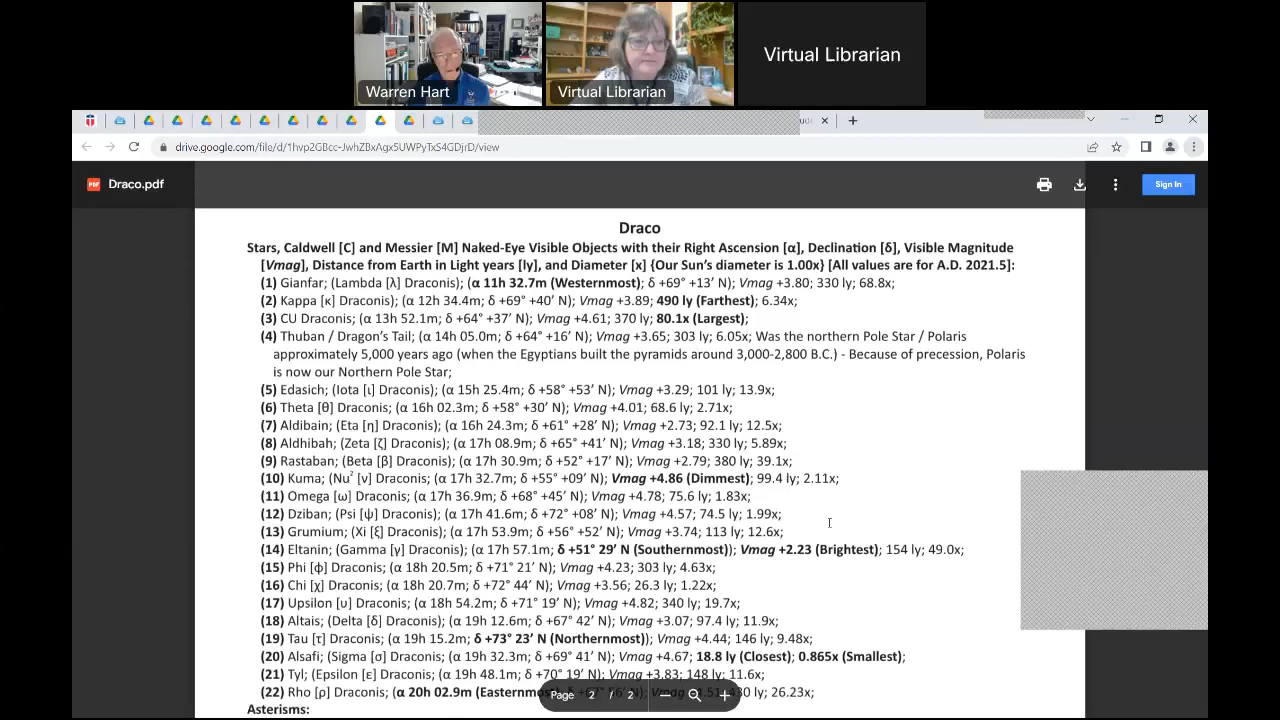 Virtual Librarian
Warren Hart
Virtual Librarian
drive.google.com/file/d/1hvp2GBcc-JwhZBxAgx5UWPyTxS4GDjrD/view
PDF
Draco.pdf
Sign In
Draco
Stars, Caldwell [C] and Messier [M] Naked-Eye Visible Objects with their Right Ascension [α], Declination [δ], Visible Magnitude
[Vmag], Distance from Earth in Light years [ly], and Diameter [x] {Our Sun's diameter is 1.00x} [All values are for A.D. 2021.5]:
(1) Gianfar; (Lambda [λ] Draconis); (α 11h 32.7m (Westernmost); δ +69° +13′ N); Vmag +3.80; 330 ly; 68.8x;
(2) Kappa [κ] Draconis); (α 12h 34.4m; δ +69° +40′ N); Vmag +3.89; 490 ly (Farthest); 6.34x;
(3) CU Draconis; (α 13h 52.1m; δ +64° +37′ N); Vmag +4.61; 370 ly; 80.1x (Largest);
(4) Thuban / Dragon's Tail; (α 14h 05.0m; δ +64° +16′ N); Vmag +3.65; 303 ly; 6.05x; Was the northern Pole Star / Polaris
approximately 5,000 years ago (when the Egyptians built the pyramids around 3,000-2,800 B.C.) - Because of precession, Polaris
is now our Northern Pole Star;
(5) Edasich; (Iota [ι] Draconis); (α 15h 25.4m; δ +58° +53′ N); Vmag +3.29; 101 ly; 13.9x;
(6) Theta [θ] Draconis; (α 16h 02.3m; δ +58° +30′ N); Vmag +4.01; 68.6 ly; 2.71x;
(7) Aldibain; (Eta [η] Draconis); (α 16h 24.3m; δ +61° +28′ N); Vmag +2.73; 92.1 ly; 12.5x;
(8) Aldhibah; (Zeta [ζ] Draconis); (α 17h 08.9m; δ +65° +41′ N); Vmag +3.18; 330 ly; 5.89x;
(9) Rastaban; (Beta [β] Draconis); (α 17h 30.9m; δ +52° +17′ N); Vmag +2.79; 380 ly; 39.1x;
(10) Kuma; (Nu² [ν] Draconis; (α 17h 32.7m; δ +55° +09′ N); Vmag +4.86 (Dimmest); 99.4 ly; 2.11x;
(11) Omega [ω] Draconis; (α 17h 36.9m; δ +68° +45′ N); Vmag +4.78; 75.6 ly; 1.83x;
(12) Dziban; (Psi [ψ] Draconis; (α 17h 41.6m; δ +72° +08′ N); Vmag +4.57; 74.5 ly; 1.99x;
(13) Grumium; (Xi [ξ] Draconis; (α 17h 53.9m; δ +56° +52′ N); Vmag +3.74; 113 ly; 12.6x;
(14) Eltanin; (Gamma [γ] Draconis); (α 17h 57.1m; δ +51° 29′ N (Southernmost)); Vmag +2.23 (Brightest); 154 ly; 49.0x;
(15) Phi [ϕ] Draconis; (α 18h 20.5m; δ +71° 21′ N); Vmag +4.23; 303 ly; 4.63x;
(16) Chi [χ] Draconis; (α 18h 20.7m; δ +72° 44′ N); Vmag +3.56; 26.3 ly; 1.22x;
(17) Upsilon [υ] Draconis; (α 18h 54.2m; δ +71° 19′ N); Vmag +4.82; 340 ly; 19.7x;
(18) Altais; (Delta [δ] Draconis; (α 19h 12.6m; δ +67° 42′ N); Vmag +3.07; 97.4 ly; 11.9x;
(19) Tau [τ] Draconis; (α 19h 15.2m; δ +73° 23′ N (Northernmost)); Vmag +4.44; 146 ly; 9.48x;
(20) Alsafi; (Sigma [σ] Draconis; (α 19h 32.3m; δ +69° 41′ N); Vmag +4.67; 18.8 ly (Closest); 0.865x (Smallest);
(21) Tyl; (Epsilon [ε] Draconis; (α 19h 48.1m; δ +70° 19′ N); Vmag +3.83; 148 ly; 11.6x;
(22) Rho [ρ] Draconis; (α 20h 02.9m 26.23x;
Page 2 / 2
Asterisms: